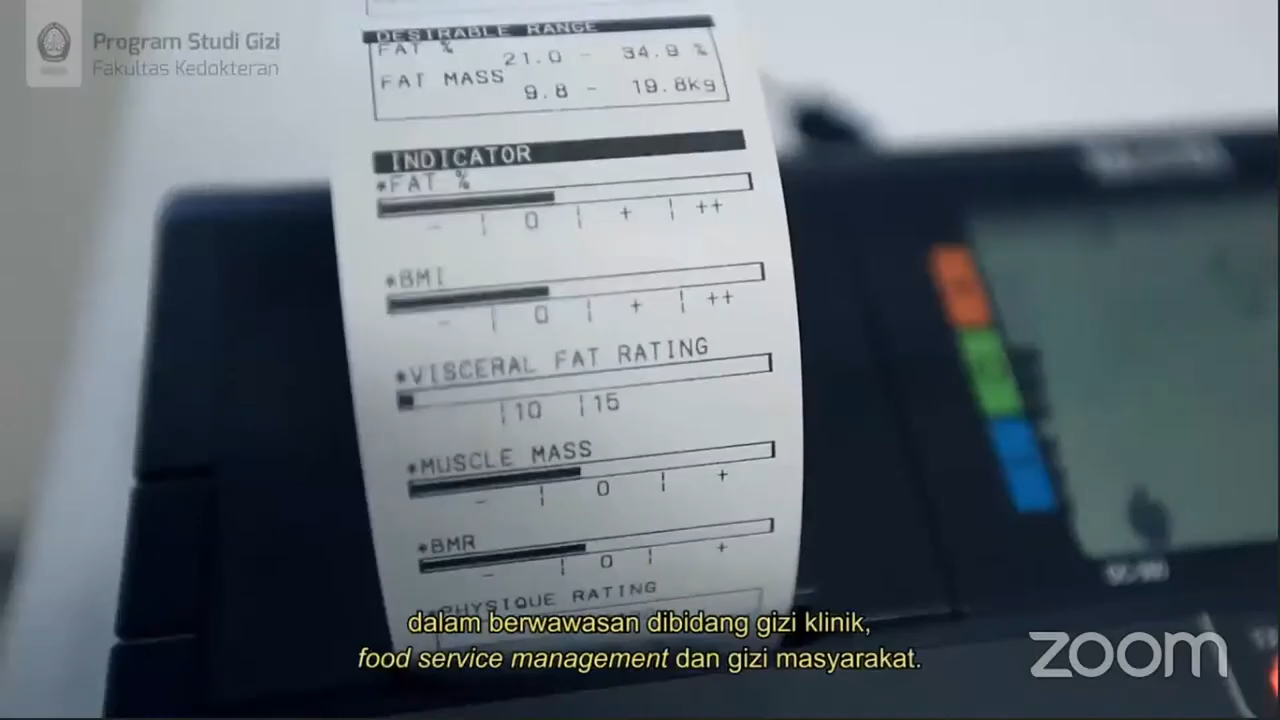 Program Studi Gizi
Fakultas Kedokteran
DESIRABLE RANGE
FAT % 21.0 - 34.9 %
FAT MASS 9.8 - 19.8kg
INDICATOR
*FAT %
- | 0 | + | ++
*BMI
- | 0 | + | ++
*VISCERAL FAT RATING
|10 |15
*MUSCLE MASS
- | 0 | +
*BMR
- | 0 | +
*PHYSIQUE RATING
dalam berwawasan dibidang gizi klinik,
food service management dan gizi masyarakat.
zoom